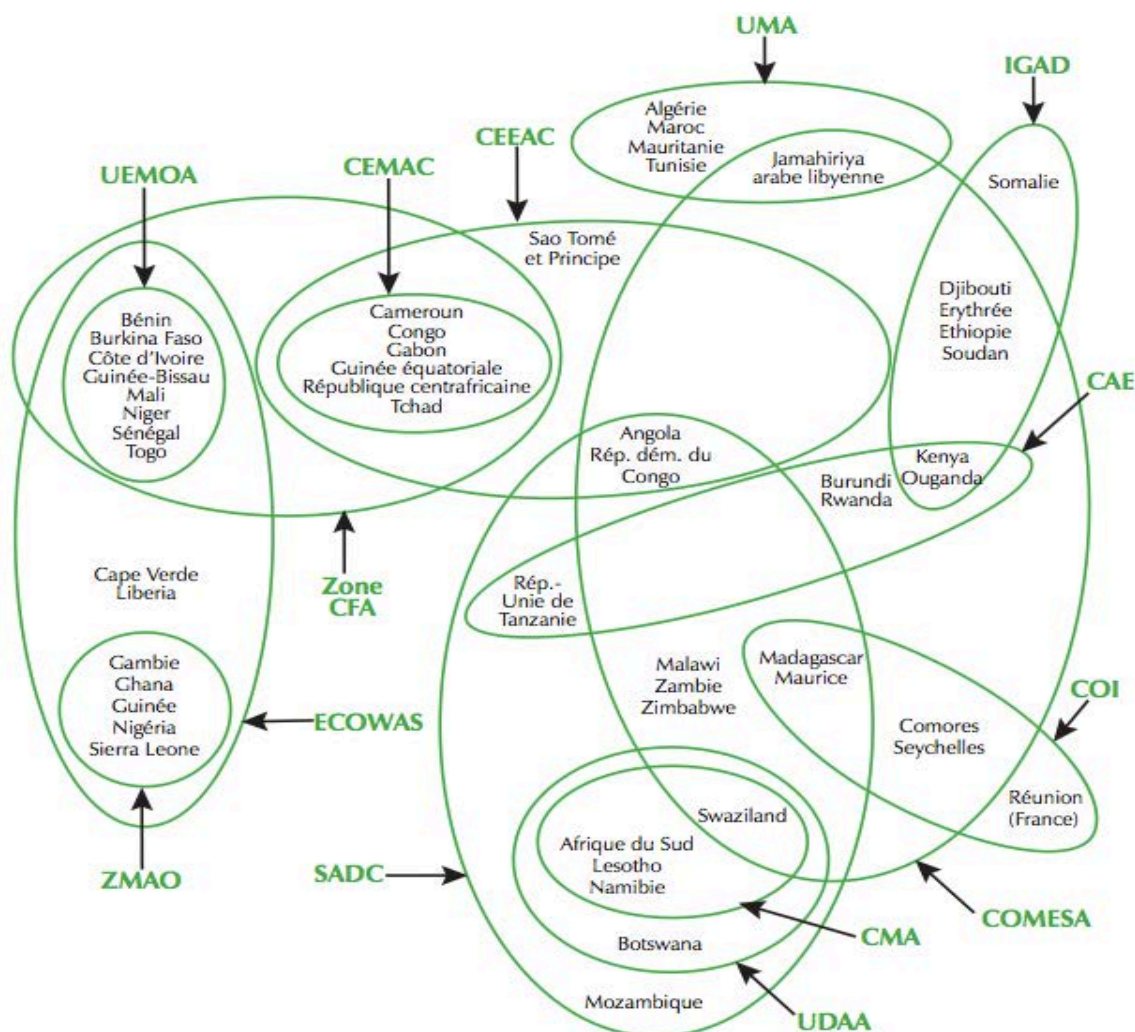 UMA
IGAD
CEEAC
CEMAC
UEMOA
Algérie
Maroc
Mauritanie
Tunisie
Jamahiriya
arabe libyenne
Somalie
Sao Tomé
et Principe
Bénin
Burkina Faso
Côte d'Ivoire
Guinée-Bissau
Mali
Niger
Sénégal
Togo
Cameroun
Congo
Gabon
Guinée équatoriale
République centrafricaine
Tchad
Djibouti
Erythrée
Ethiopie
Soudan
CAE
Angola
Rép. dém. du
Congo
Burundi
Rwanda
Kenya
Ouganda
Cape Verde
Liberia
Zone
CFA
Rép.-
Unie de
Tanzanie
Gambie
Ghana
Guinée
Nigéria
Sierra Leone
ECOWAS
Malawi
Zambie
Zimbabwe
Madagascar
Maurice
COI
Comores
Seychelles
Réunion
(France)
Swaziland
Afrique du Sud
Lesotho
Namibie
ZMAO
SADC
COMESA
CMA
Botswana
Mozambique
UDAA